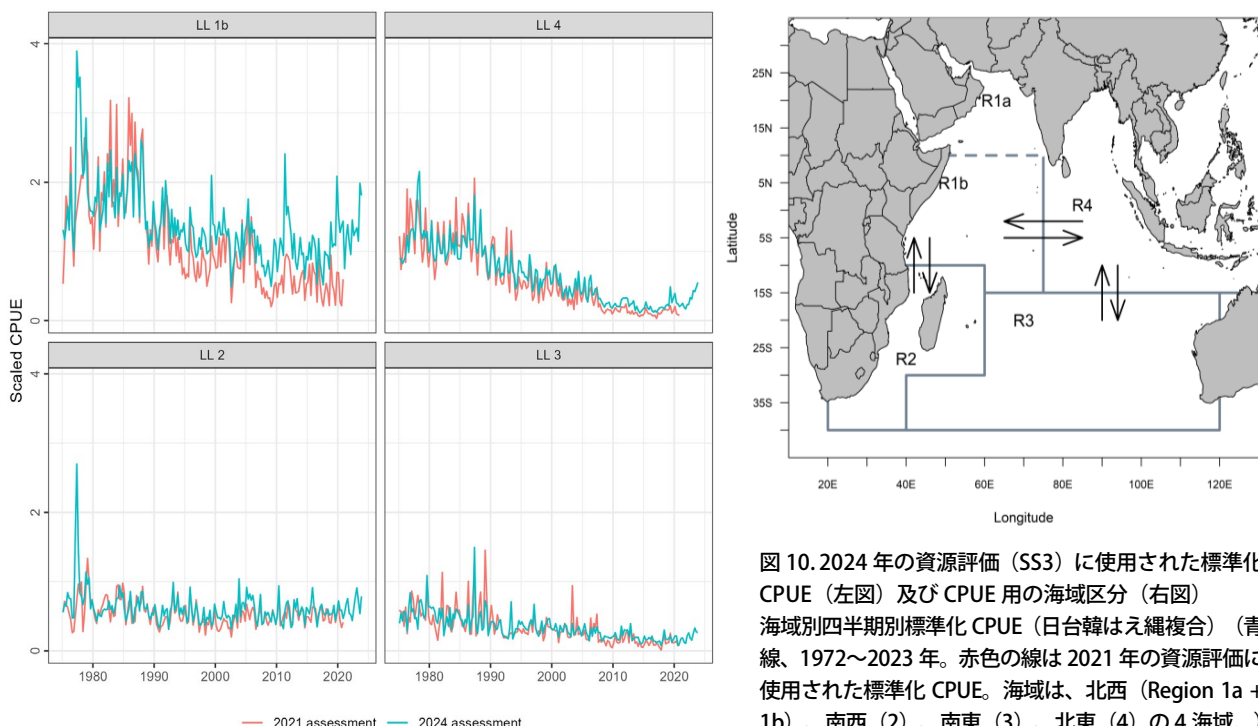 LL 1b
LL 4
4
2
0
LL 2
LL 3
4
2
0
Scaled CPUE
1980 1990 2000 2010 2020
1980 1990 2000 2010 2020
2021 assessment 2024 assessment
25N
15N
5N
5S
15S
25S
35S
Latitude
R1a
R1b
R4
R3
R2
20E 40E 60E 80E 100E 120E
Longitude
図 10. 2024 年の資源評価（SS3）に使用された標準化
CPUE（左図）及び CPUE 用の海域区分（右図）
海域別四半期別標準化 CPUE（日台韓はえ縄複合）（青
線、1972～2023 年。赤色の線は 2021 年の資源評価に
使用された標準化 CPUE。海域は、北西（Region 1a +
1b）、南西（2）、南東（3）、北東（4）の 4 海域。）